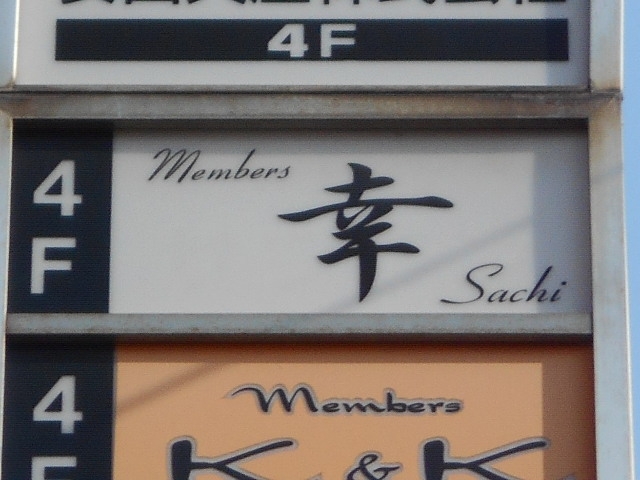 4F
4F
Members
幸
Sachi
4F
Members
K & K